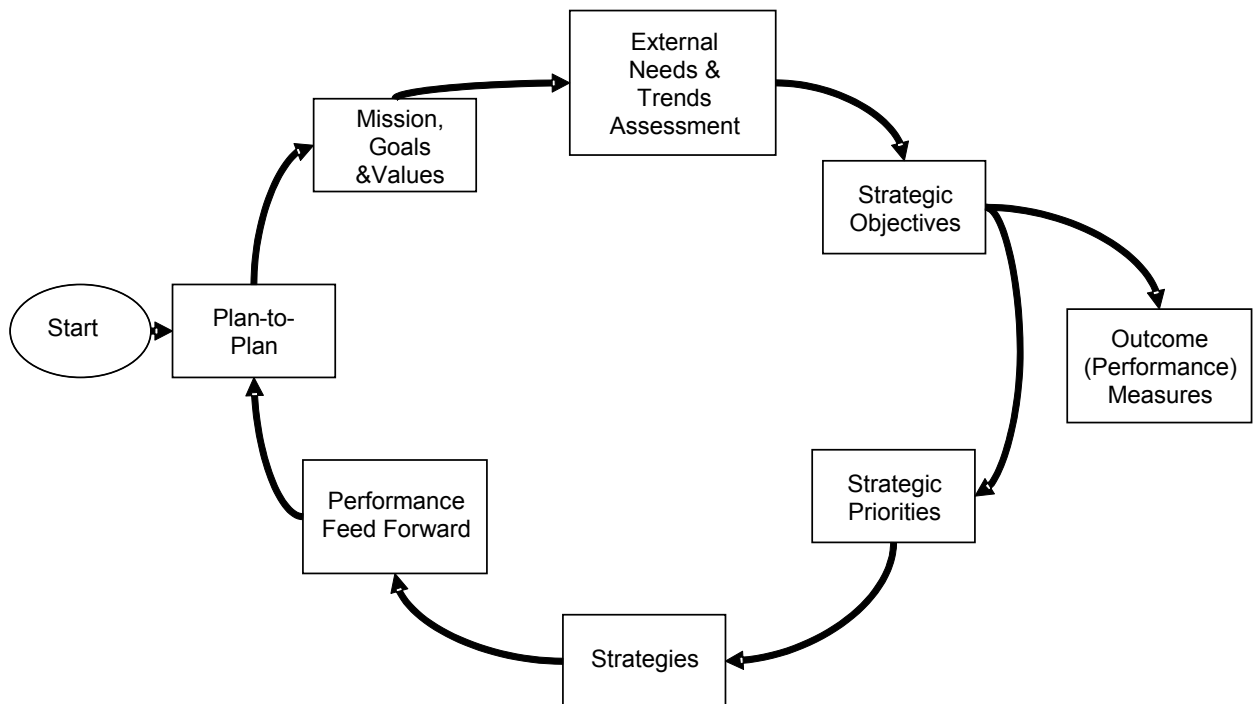 Start
Plan-to-
Plan
Mission,
Goals
&Values
External
Needs &
Trends
Assessment
Strategic
Objectives
Outcome
(Performance)
Measures
Strategic
Priorities
Strategies
Performance
Feed Forward